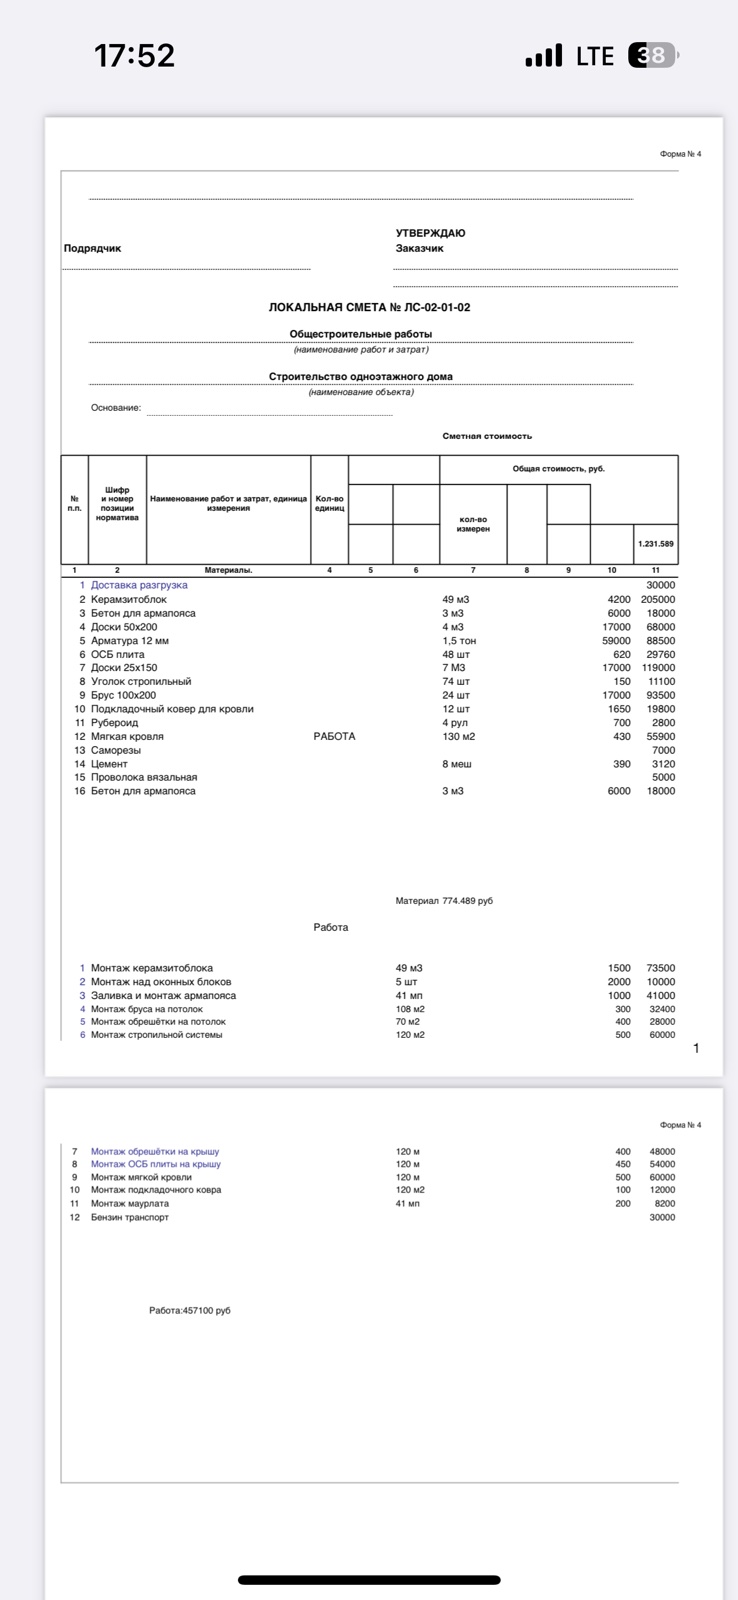 17:52 LTE 38
Форма № 4
УТВЕРЖДАЮ
Подрядчик Заказчик
ЛОКАЛЬНАЯ СМЕТА № ЛС-02-01-02
Общестроительные работы
(наименование работ и затрат)
Строительство одноэтажного дома
(наименование объекта)
Основание:
Сметная стоимость
№ п.п.
Шифр и номер позиции норматива
Наименование работ и затрат, единица измерения
Кол-во единиц
Общая стоимость, руб.
кол-во измерен
1.231.589
1 2 Материалы. 4 5 6 7 8 9 10 11
1 Доставка разгрузка 30000
2 Керамзитоблок 49 м3 4200 205000
3 Бетон для армапояса 3 м3 6000 18000
4 Доски 50х200 4 м3 17000 68000
5 Арматура 12 мм 1,5 тон 59000 88500
6 ОСБ плита 48 шт 620 29760
7 Доски 25х150 7 М3 17000 119000
8 Уголок стропильный 74 шт 150 11100
9 Брус 100х200 24 шт 17000 93500
10 Подкладочный ковер для кровли 12 шт 1650 19800
11 Рубероид 4 рул 700 2800
12 Мягкая кровля РАБОТА 130 м2 430 55900
13 Саморезы 7000
14 Цемент 8 меш 390 3120
15 Проволока вязальная 5000
16 Бетон для армапояса 3 м3 6000 18000
Материал 774.489 руб
Работа
1 Монтаж керамзитоблока 49 м3 1500 73500
2 Монтаж над оконных блоков 5 шт 2000 10000
3 Заливка и монтаж армапояса 41 мп 1000 41000
4 Монтаж бруса на потолок 108 м2 300 32400
5 Монтаж обрешётки на потолок 70 м2 400 28000
6 Монтаж стропильной системы 120 м2 500 60000
1
Форма № 4
7 Монтаж обрешётки на крышу 120 м 400 48000
8 Монтаж ОСБ плиты на крышу 120 м 450 54000
9 Монтаж мягкой кровли 120 м 500 60000
10 Монтаж подкладочного ковра 120 м2 100 12000
11 Монтаж маурлата 41 мп 200 8200
12 Бензин транспорт 30000
Работа:457100 руб